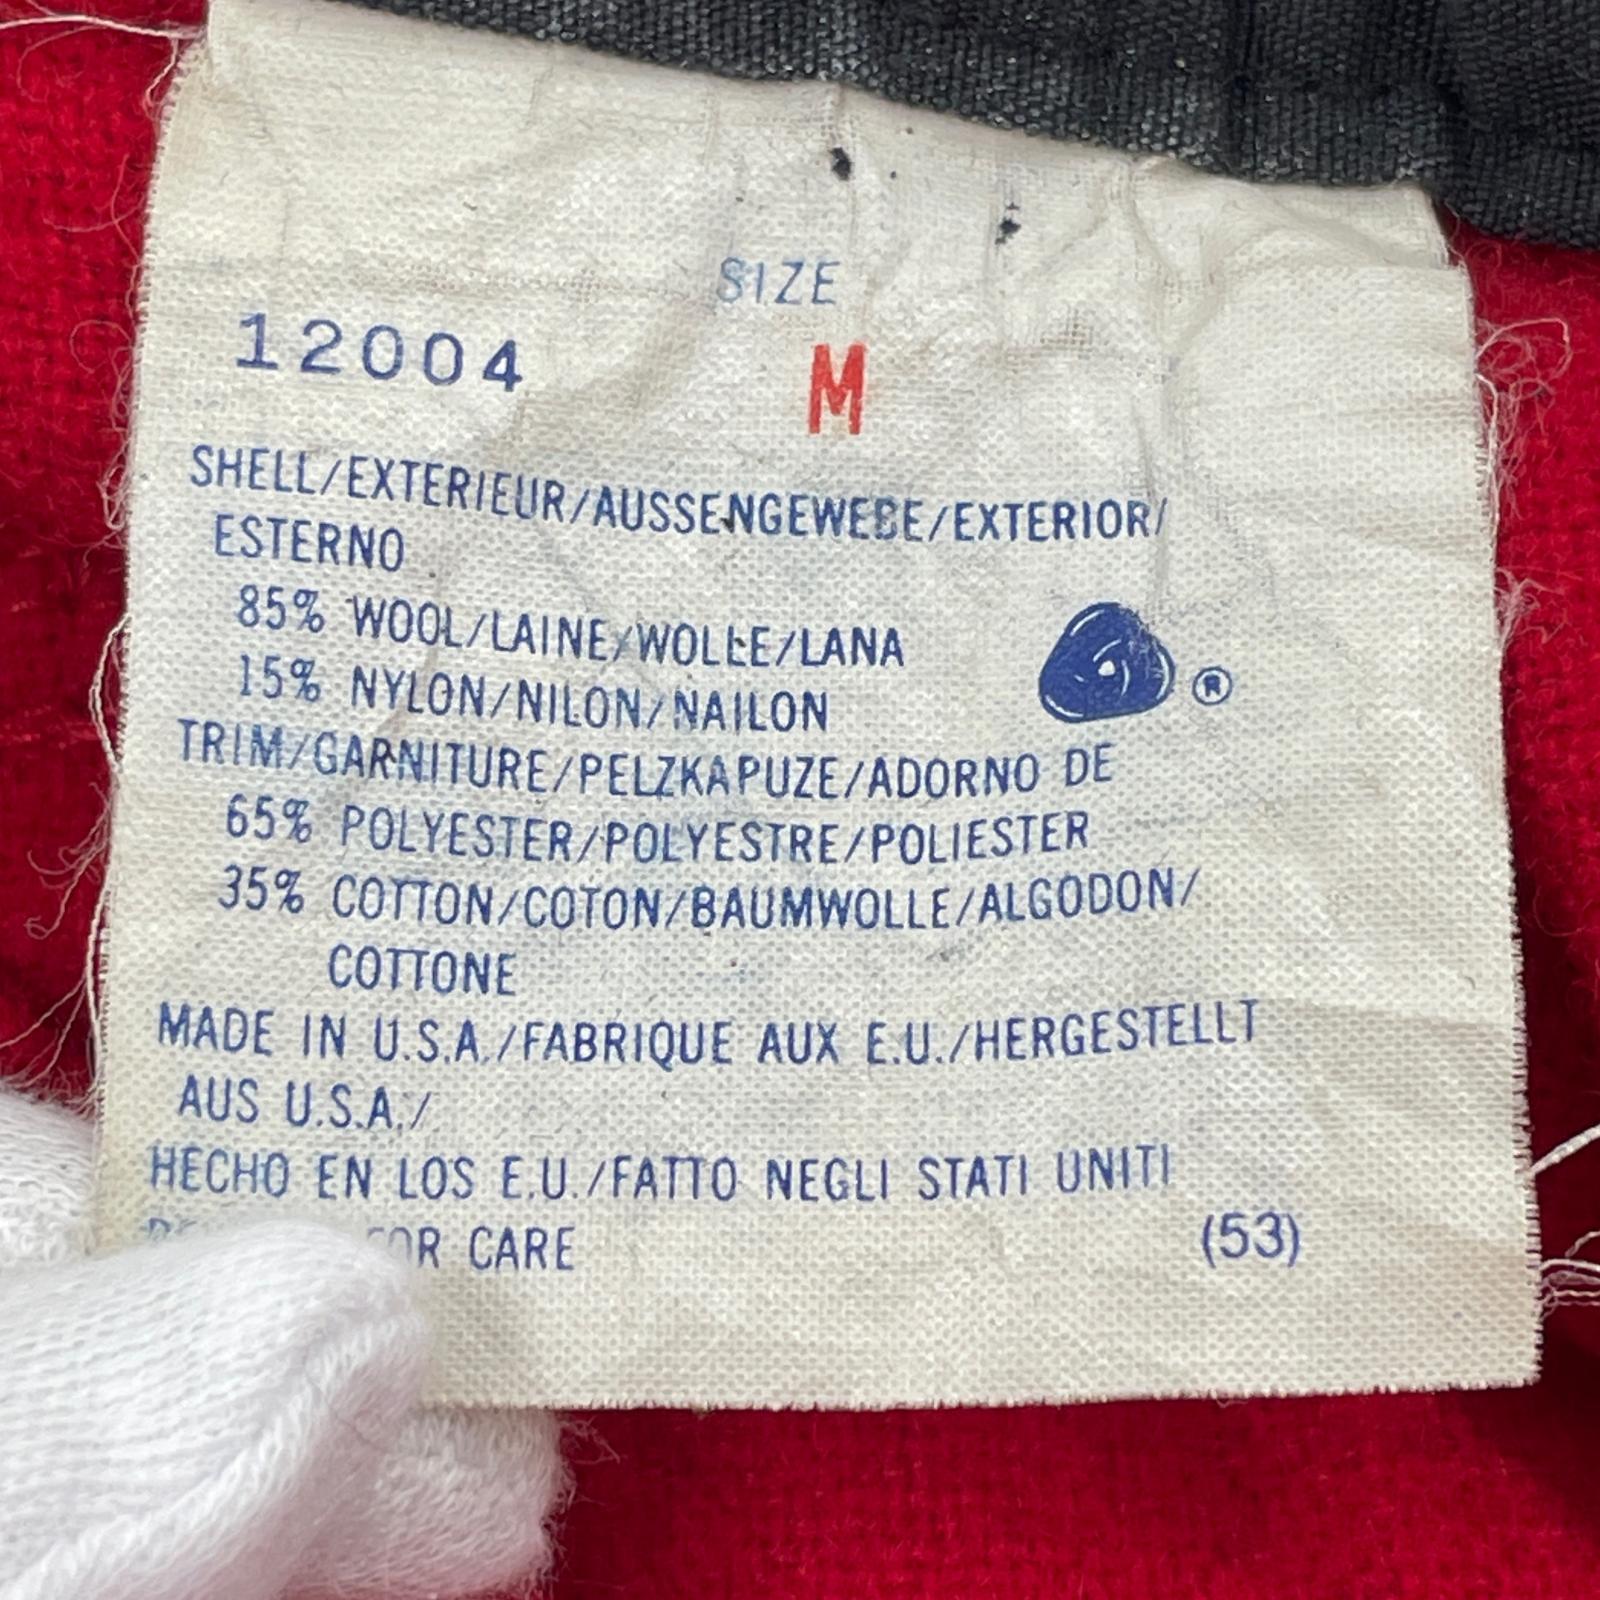 SIZE
12004
M
SHELL/EXTERIEUR/AUSSENGEWEBE/EXTERIOR/
ESTERNO
85% WOOL/LAINE/WOLLE/LANA
15% NYLON/NILON/NAILON
®
TRIM/GARNITURE/PELZKAPUZE/ADORNO DE
65% POLYESTER/POLYESTRE/POLIESTER
35% COTTON/COTON/BAUMWOLLE/ALGODON/
COTTONE
MADE IN U.S.A./FABRIQUE AUX E.U./HERGESTELLT
AUS U.S.A./
HECHO EN LOS E.U./FATTO NEGLI STATI UNITI
FOR CARE (53)